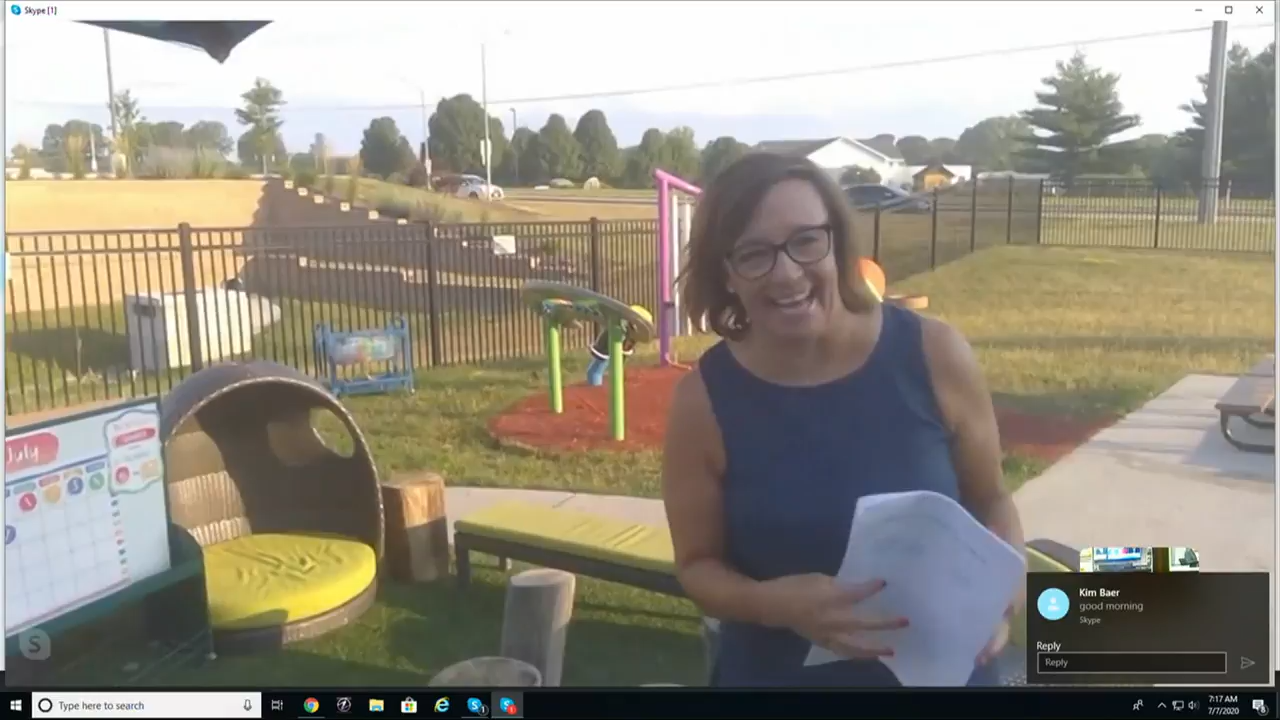 Skype [1]
July
S
Kim Baer
good morning
Skype
Reply
Reply
Type here to search
7:17 AM
7/7/2020